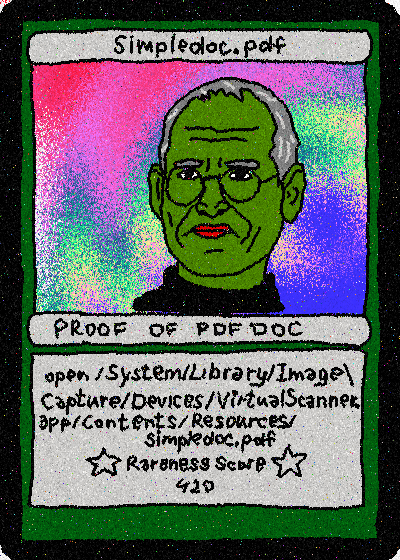 Simpledoc.pdf
PROOF OF PDF DOC
open /System/Library/Image\
Capture/Devices/VirtualScanner.
app/Contents/Resources/
Simpledoc.pdf
Rareness Score
420